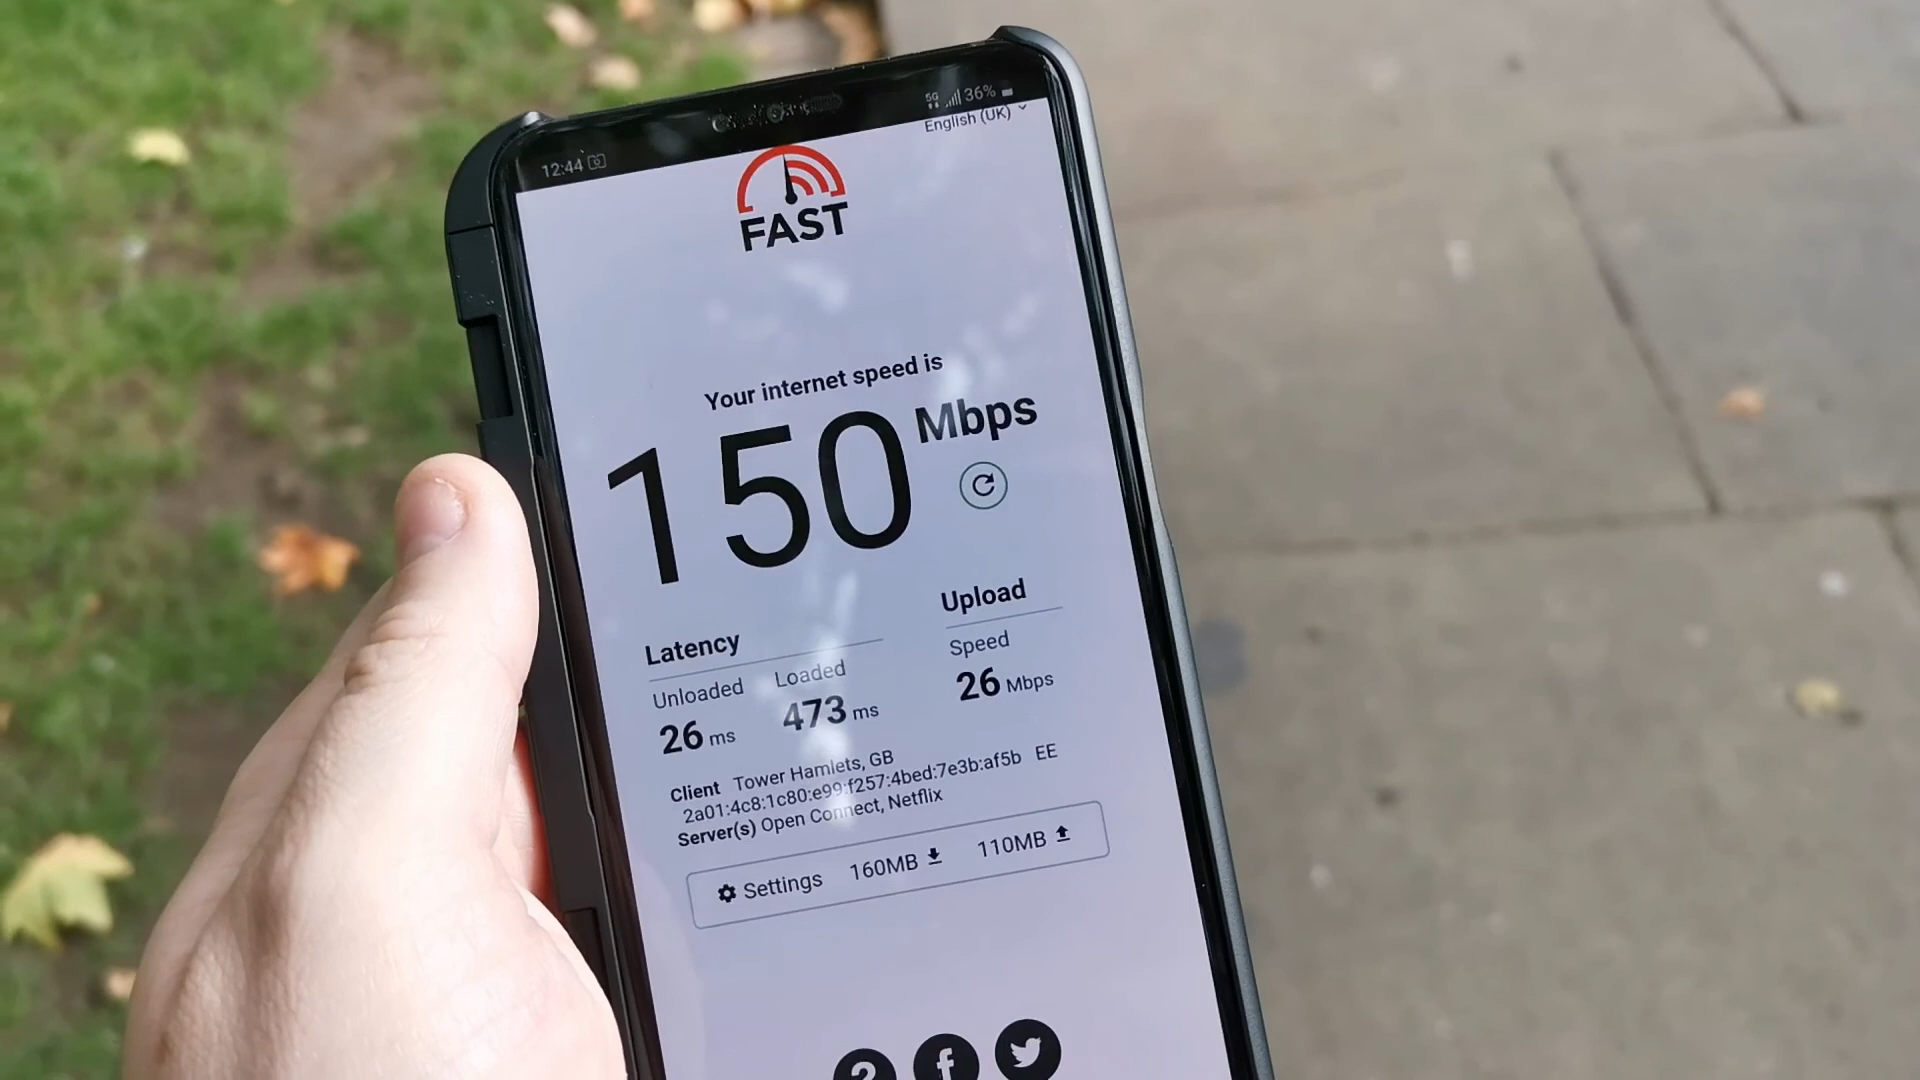 12:44
5G 36%
English (UK)
FAST
Your internet speed is
150 Mbps
Latency
Unloaded Loaded
26 ms 473 ms
Upload
Speed
26 Mbps
Client Tower Hamlets, GB
2a01:4c8:1c80:e99:f257:4bed:7e3b:af5b EE
Server(s) Open Connect, Netflix
Settings 160MB 110MB
?
f